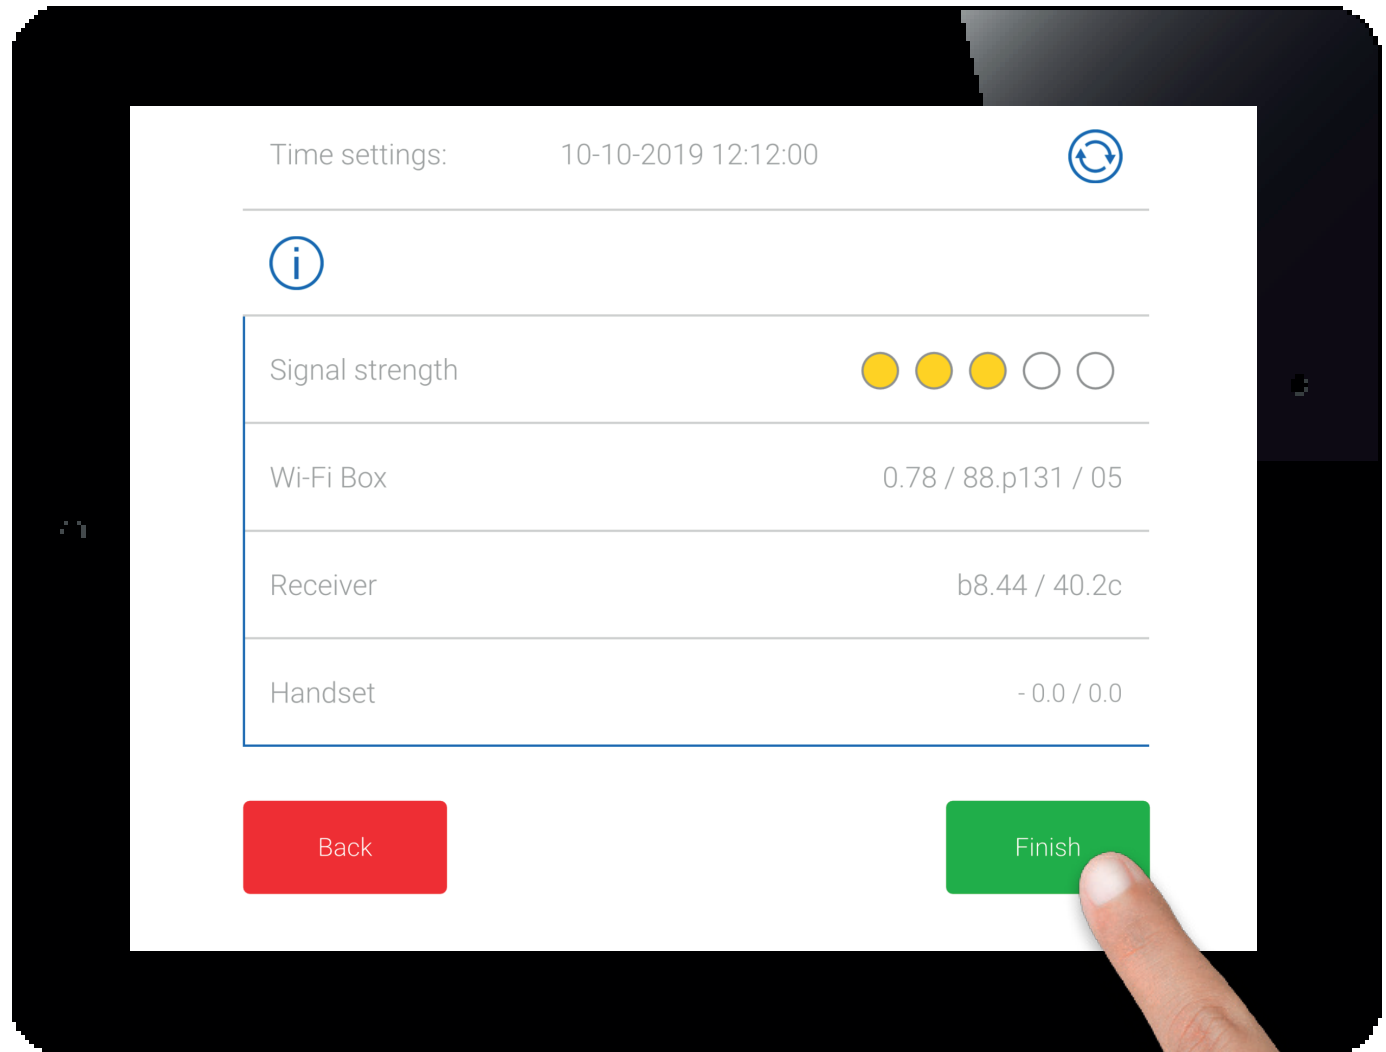 Time settings: 10-10-2019 12:12:00
i
Signal strength
Wi-Fi Box 0.78 / 88.p131 / 05
Receiver b8.44 / 40.2c
Handset - 0.0 / 0.0
Back Finish